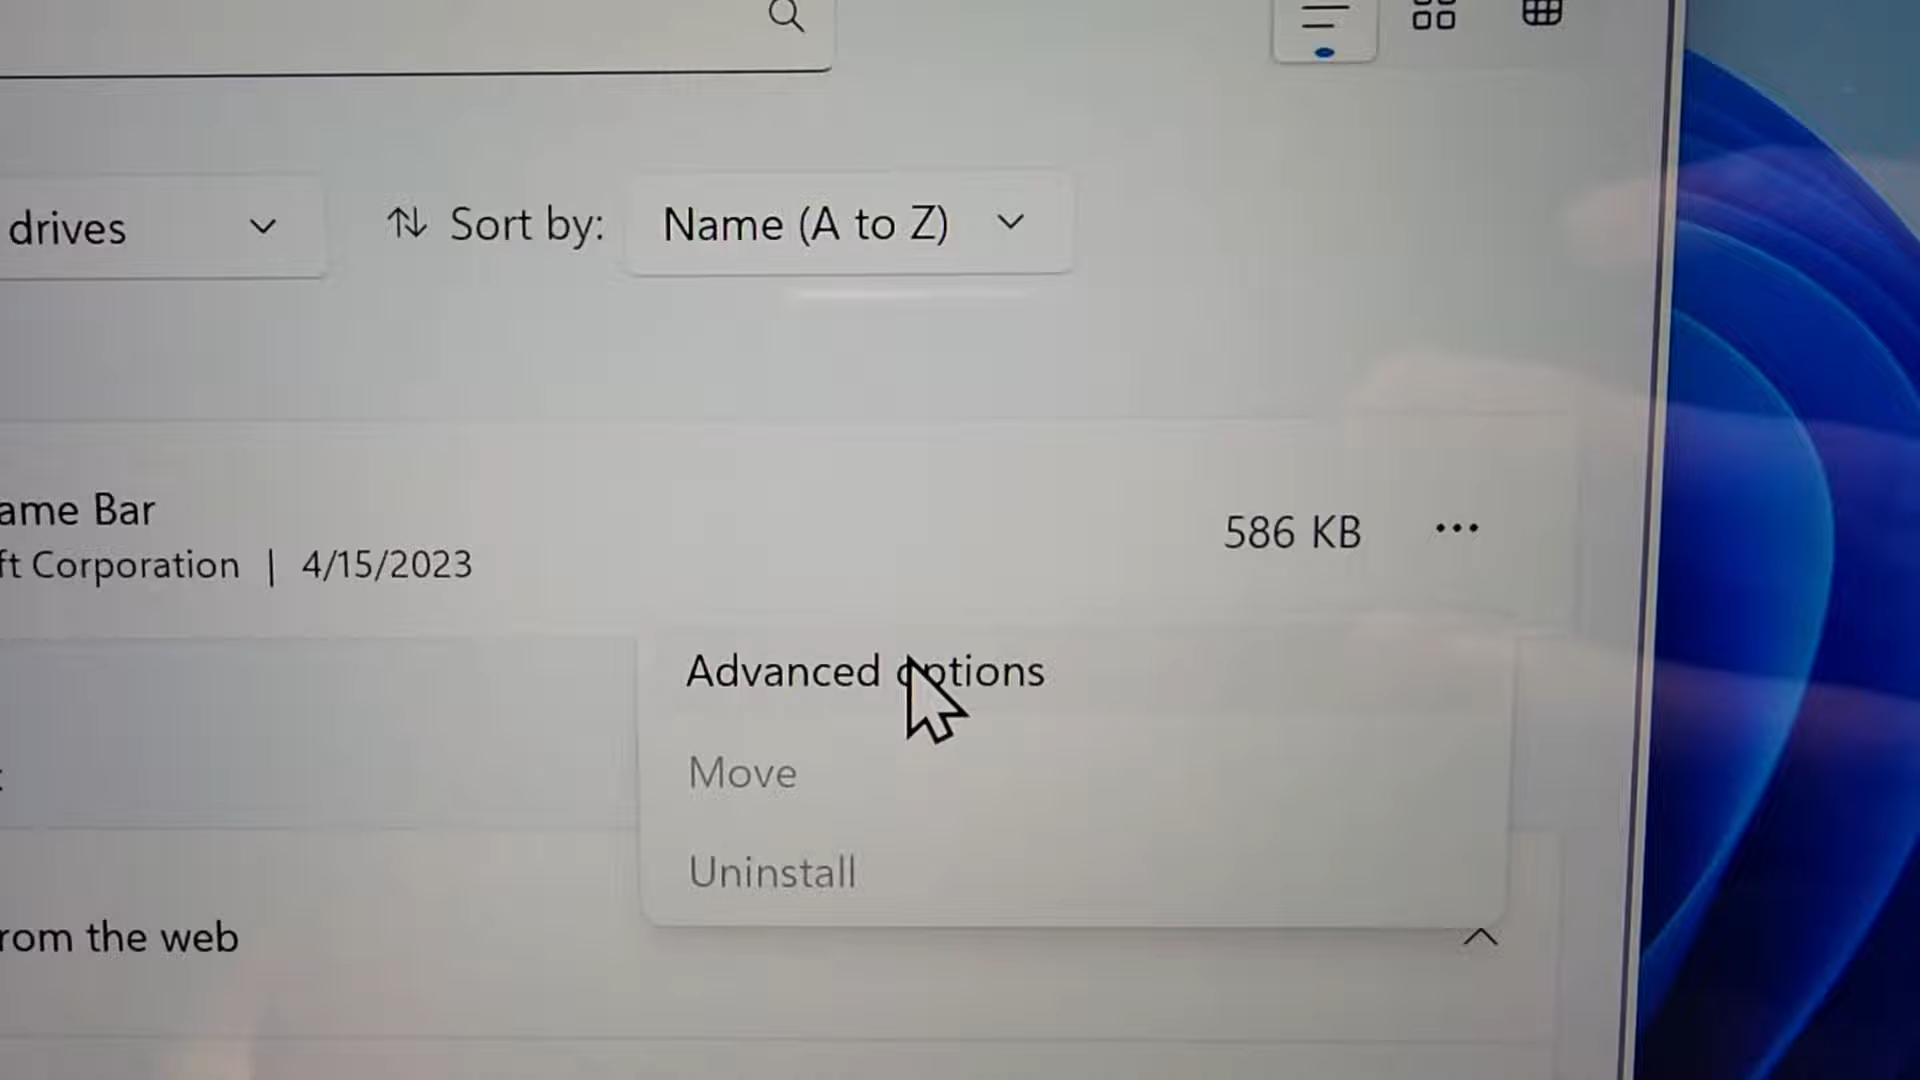 drives
Sort by:
Name (A to Z)
ame Bar
586 KB
ft Corporation | 4/15/2023
Advanced options
Move
Uninstall
rom the web